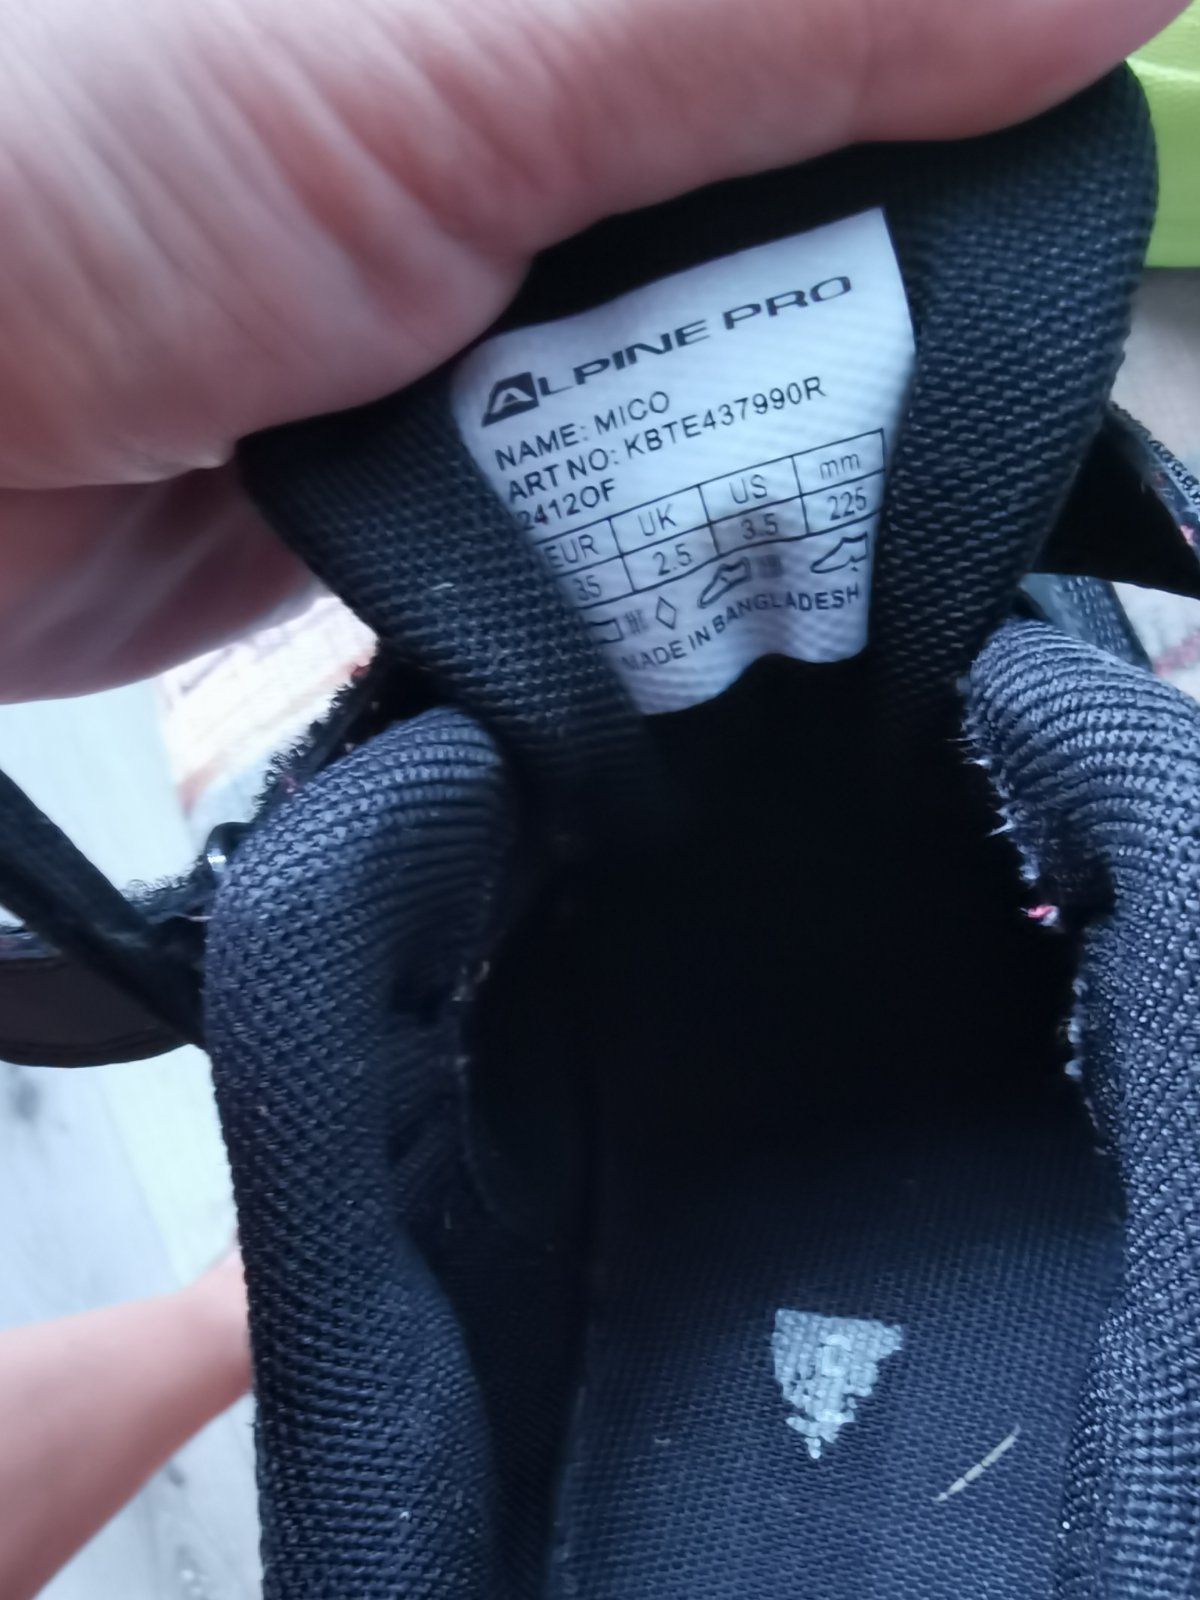 ALPINE PRO
NAME: MICO
ART NO: KBTE437990R
2412OF
EUR UK US mm
35 2.5 3.5 225
MADE IN BANGLADESH